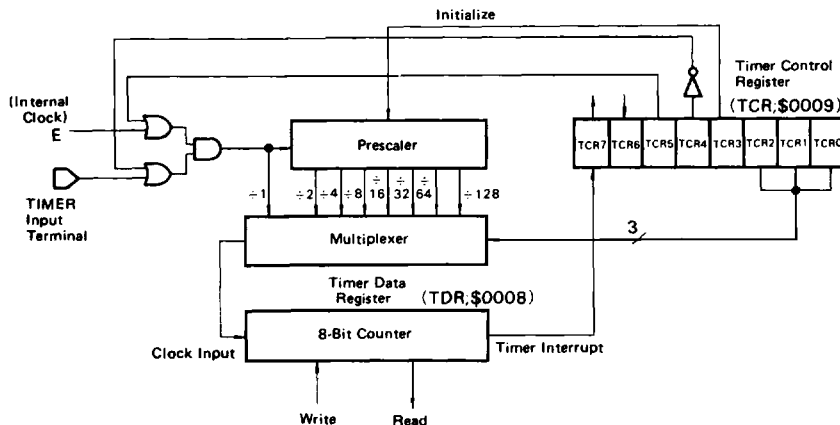 Initialize
Timer Control
Register
(TCR;$0009)
(Internal
Clock)
E
TIMER
Input
Terminal
Prescaler
TCR7 TCR6 TCR5 TCR4 TCR3 TCR2 TCR1 TCR0
÷1 ÷2 ÷4 ÷8 ÷16 ÷32 ÷64 ÷128
Multiplexer
3
Timer Data
Register (TDR;$0008)
8-Bit Counter
Clock Input
Timer Interrupt
Write
Read